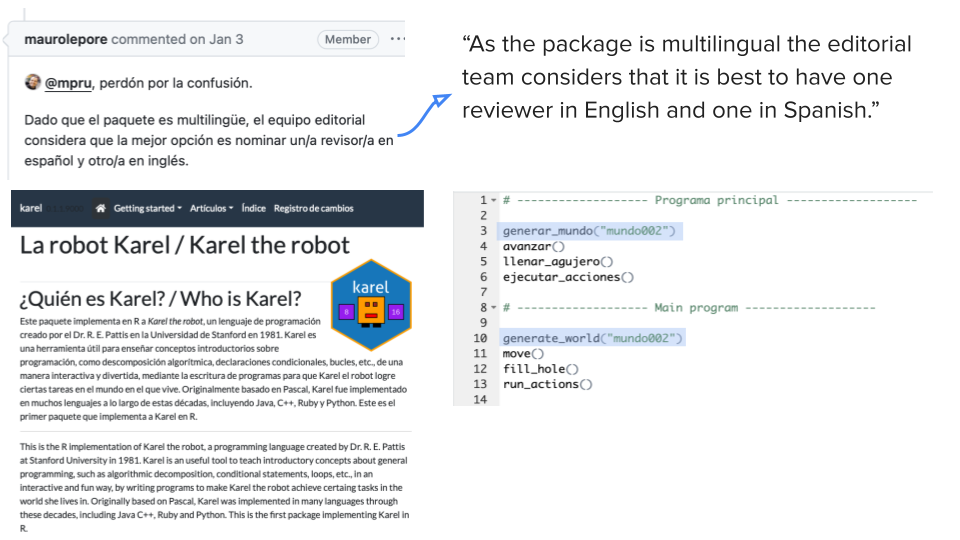 maurolepore commented on Jan 3 Member ...
@mpru, perdón por la confusión.
Dado que el paquete es multilingüe, el equipo editorial
considera que la mejor opción es nominar un/a revisor/a en
español y otro/a en inglés.
“As the package is multilingual the editorial
team considers that it is best to have one
reviewer in English and one in Spanish.”
karel Getting started Artículos Índice Registro de cambios
La robot Karel / Karel the robot
¿Quién es Karel? / Who is Karel?
karel
8 16
Este paquete implementa en R a Karel the robot, un lenguaje de programación
creado por el Dr. R. E. Pattis en la Universidad de Stanford en 1981. Karel es
una herramienta útil para enseñar conceptos introductorios sobre
programación, como descomposición algorítmica, declaraciones condicionales, bucles, etc., de una
manera interactiva y divertida, mediante la escritura de programas para que Karel el robot logre
ciertas tareas en el mundo en el que vive. Originalmente basado en Pascal, Karel fue implementado
en muchos lenguajes a lo largo de estas décadas, incluyendo Java, C++, Ruby y Python. Este es el
primer paquete que implementa a Karel en R.
This is the R implementation of Karel the robot, a programming language created by Dr. R. E. Pattis
at Stanford University in 1981. Karel is an useful tool to teach introductory concepts about general
programming, such as algorithmic decomposition, conditional statements, loops, etc., in an
interactive and fun way, by writing programs to make Karel the robot achieve certaing tasks in the
world she lives in. Originally based on Pascal, Karel was implemented in many languages through
these decades, including Java C++, Ruby and Python. This is the first package implementing Karel in
R.
1 # -------------------- Programa principal --------------------
2
3 generar_mundo("mundo002")
4 avanzar()
5 llenar_agujero()
6 ejecutar_acciones()
7
8 # -------------------- Main program --------------------
9
10 generate_world("mundo002")
11 move()
12 fill_hole()
13 run_actions()
14